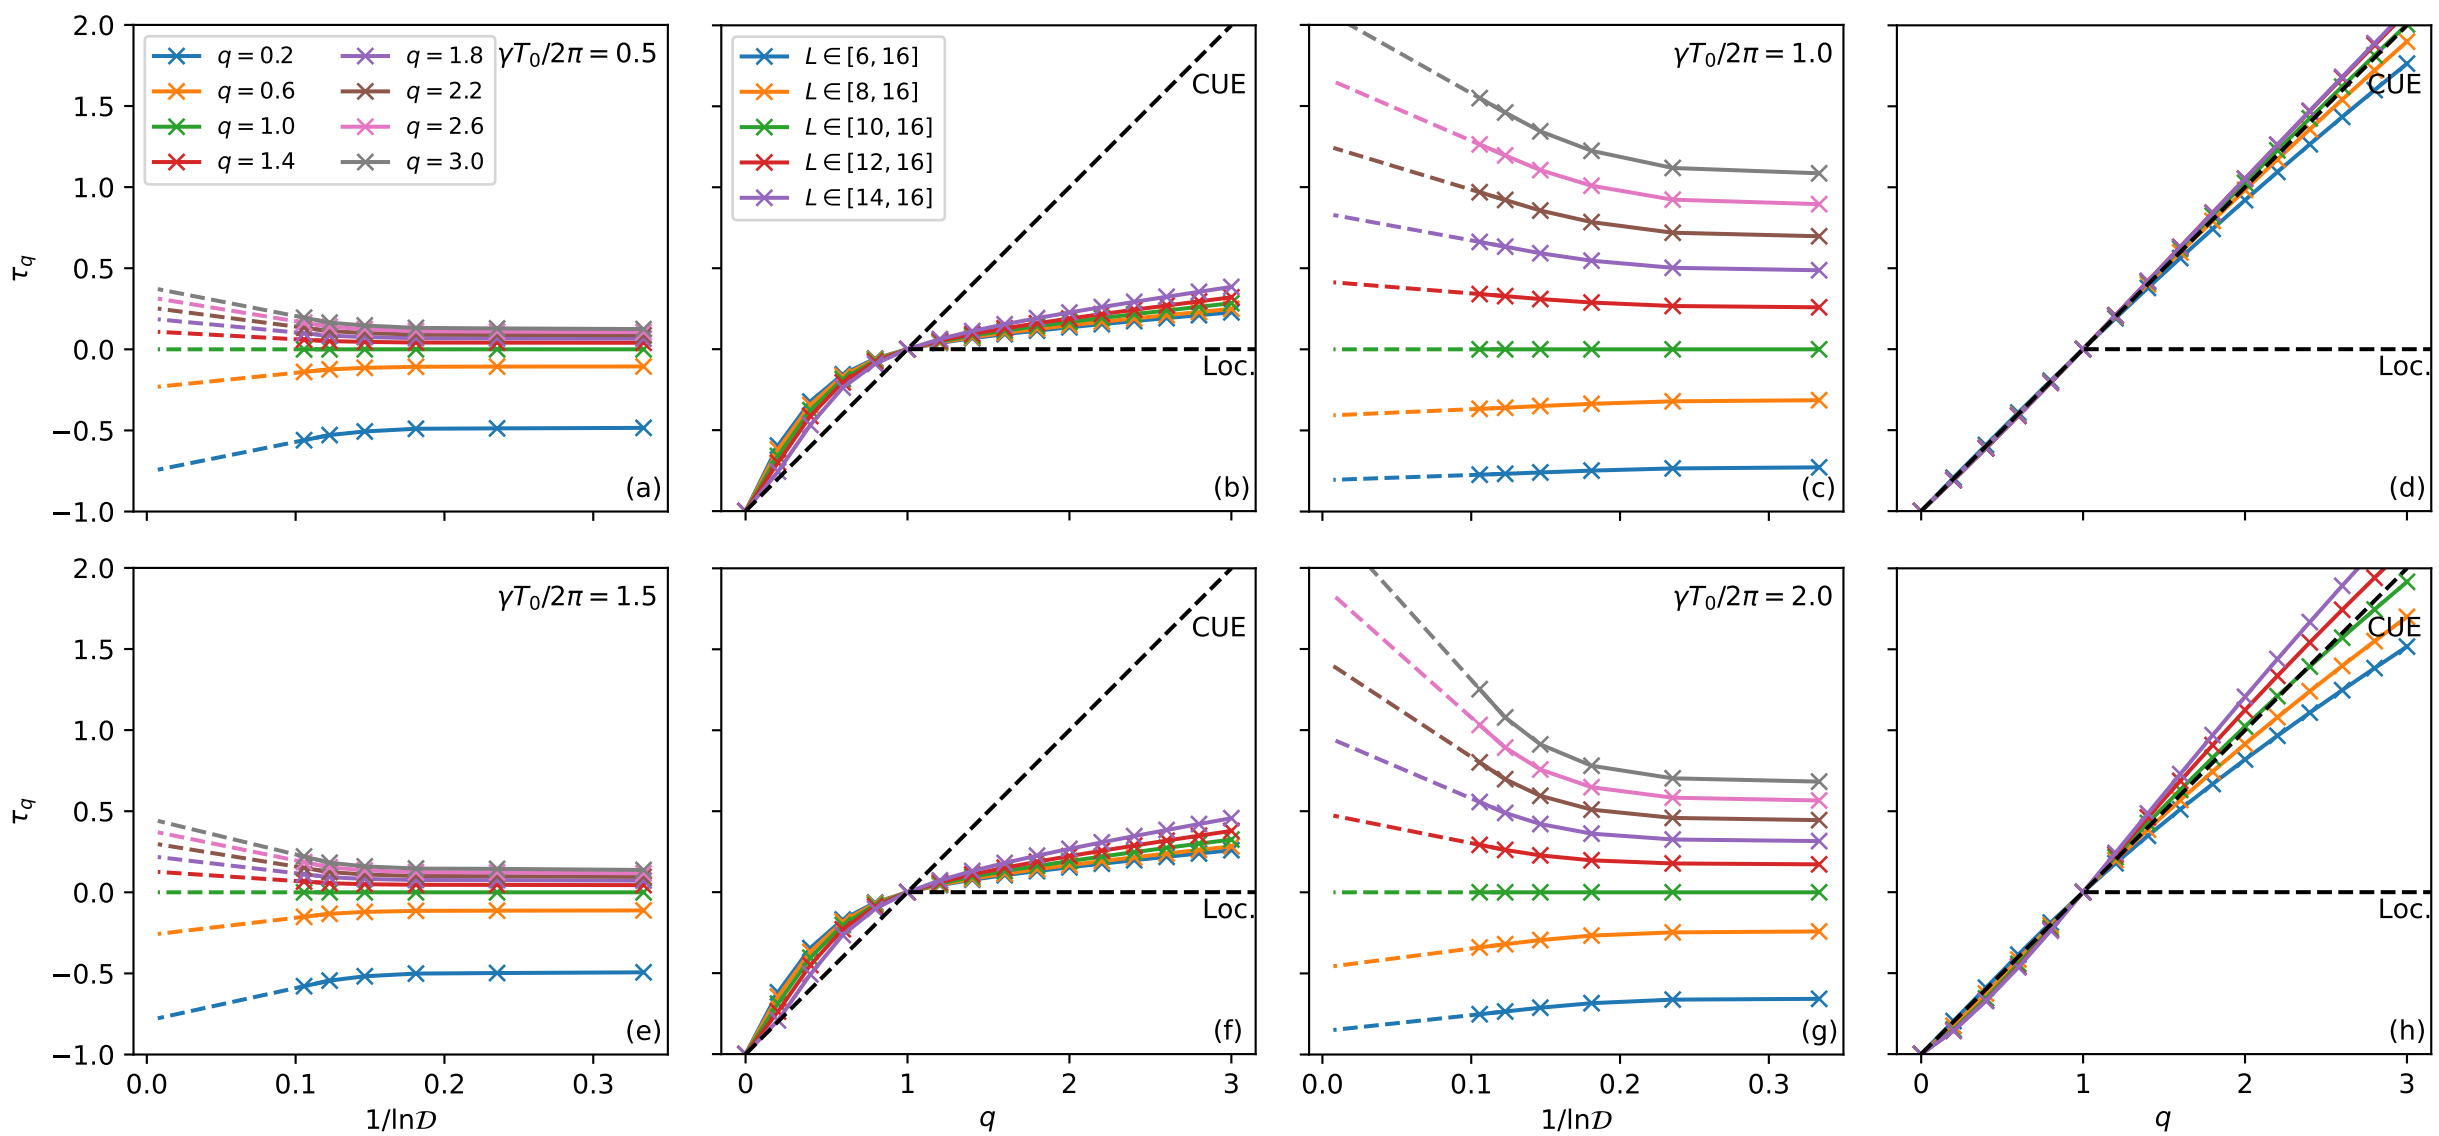 2.0
1.5
1.0
0.5
0.0
−0.5
−1.0
τq
q = 0.2
q = 0.6
q = 1.0
q = 1.4
q = 1.8
q = 2.2
q = 2.6
q = 3.0
γT0/2π = 0.5
(a)
L ∈ [6, 16]
L ∈ [8, 16]
L ∈ [10, 16]
L ∈ [12, 16]
L ∈ [14, 16]
CUE
Loc.
(b)
γT0/2π = 1.0
(c)
CUE
Loc.
(d)
2.0
1.5
1.0
0.5
0.0
−0.5
−1.0
τq
γT0/2π = 1.5
(e)
0.0 0.1 0.2 0.3
1/ln𝒟
CUE
Loc.
(f)
0 1 2 3
q
γT0/2π = 2.0
(g)
0.0 0.1 0.2 0.3
1/ln𝒟
CUE
Loc.
(h)
0 1 2 3
q